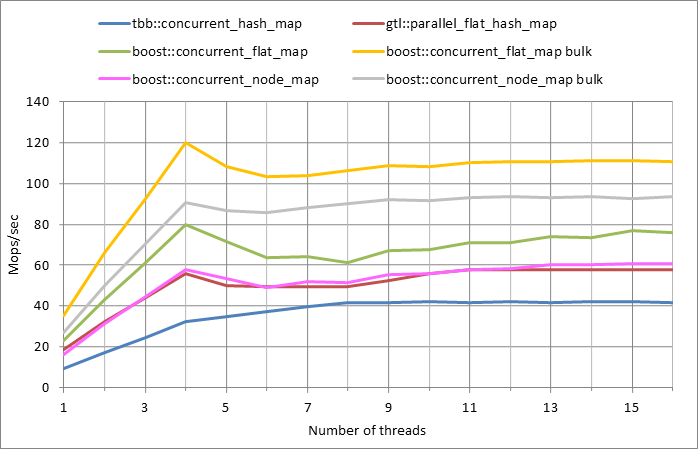 tbb::concurrent_hash_map gtl::parallel_flat_hash_map
boost::concurrent_flat_map boost::concurrent_flat_map bulk
boost::concurrent_node_map boost::concurrent_node_map bulk
140
120
100
80
60
40
20
0
Mops/sec
1 3 5 7 9 11 13 15
Number of threads